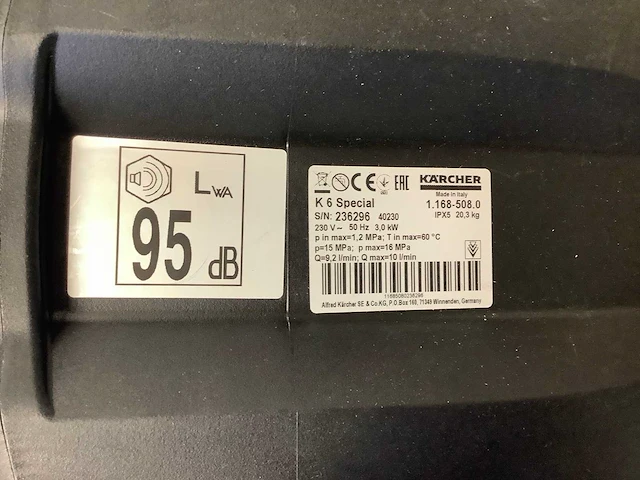 LWA
95 dB
CE EAC KÄRCHER
Made in Italy
K 6 Special 1.168-508.0
S/N: 236296 40230 IPX5 20,3 kg
230 V~ 50 Hz 3,0 kW
p in max=1,2 MPa; T in max=60 °C
p=15 MPa; p max=16 MPa
Q=9,2 l/min; Q max=10 l/min
Alfred Kärcher SE & Co.KG, P.O.Box 160, 71349 Winnenden, Germany